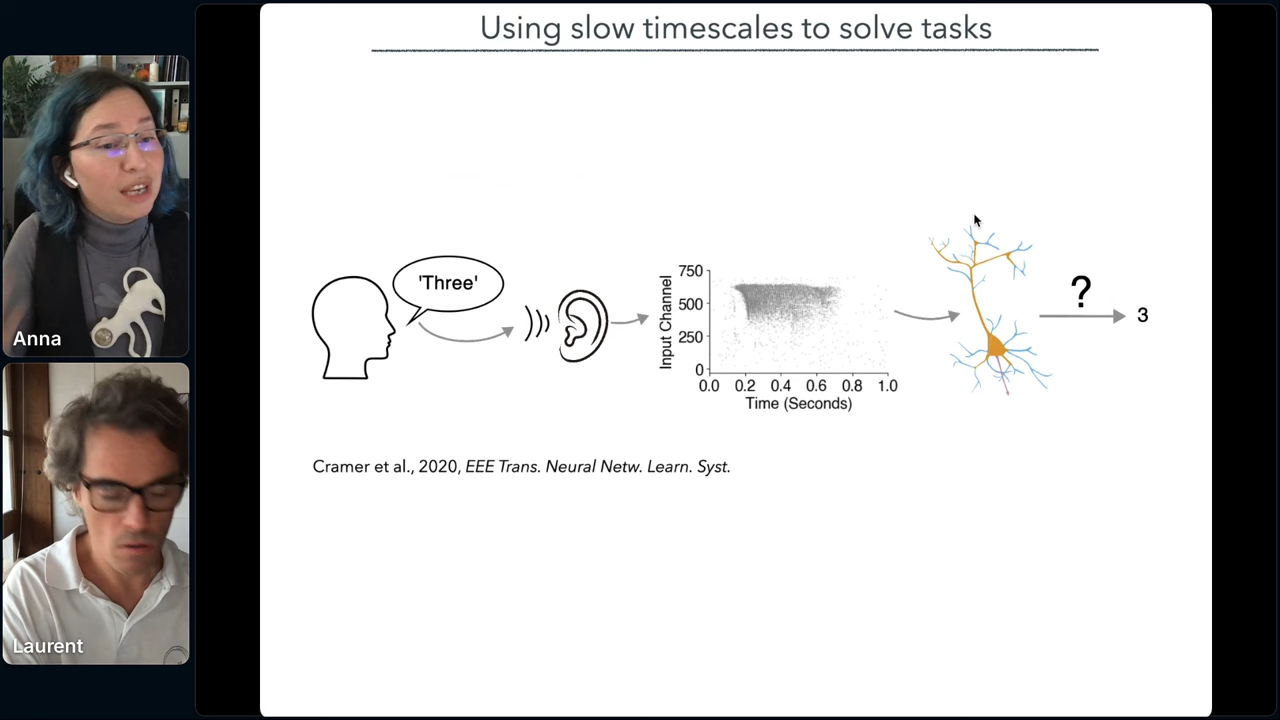 Using slow timescales to solve tasks
Anna
Laurent
'Three'
Input Channel
750
500
250
0
0.0 0.2 0.4 0.6 0.8 1.0
Time (Seconds)
?
3
Cramer et al., 2020, EEE Trans. Neural Netw. Learn. Syst.